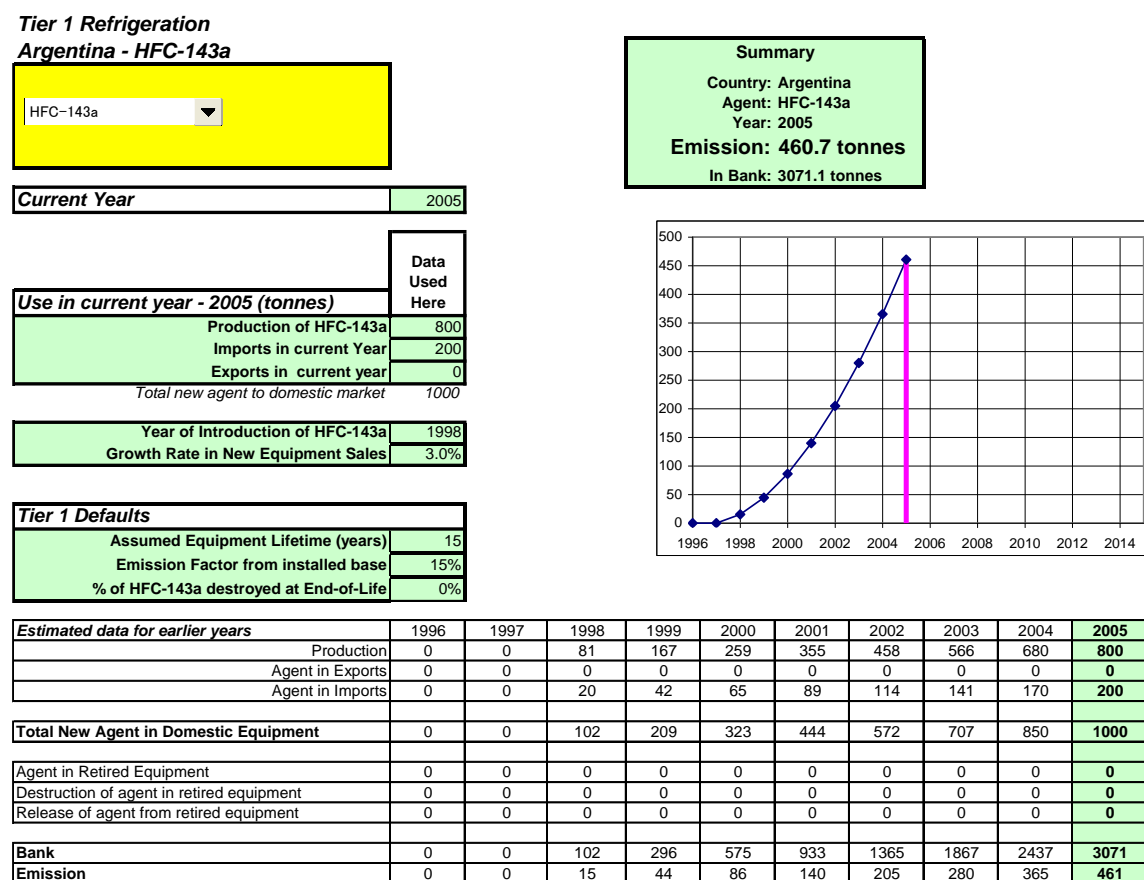 Tier 1 Refrigeration
Argentina - HFC-143a
HFC-143a
Summary
Country: Argentina
Agent: HFC-143a
Year: 2005
Emission: 460.7 tonnes
In Bank: 3071.1 tonnes
Current Year 2005
Use in current year - 2005 (tonnes) Data Used Here
Production of HFC-143a 800
Imports in current Year 200
Exports in current year 0
Total new agent to domestic market 1000
Year of Introduction of HFC-143a 1998
Growth Rate in New Equipment Sales 3.0%
Tier 1 Defaults
Assumed Equipment Lifetime (years) 15
Emission Factor from installed base 15%
% of HFC-143a destroyed at End-of-Life 0%
500
450
400
350
300
250
200
150
100
50
0
1996 1998 2000 2002 2004 2006 2008 2010 2012 2014
Estimated data for earlier years 1996 1997 1998 1999 2000 2001 2002 2003 2004 2005
Production 0 0 81 167 259 355 458 566 680 800
Agent in Exports 0 0 0 0 0 0 0 0 0 0
Agent in Imports 0 0 20 42 65 89 114 141 170 200
Total New Agent in Domestic Equipment 0 0 102 209 323 444 572 707 850 1000
Agent in Retired Equipment 0 0 0 0 0 0 0 0 0 0
Destruction of agent in retired equipment 0 0 0 0 0 0 0 0 0 0
Release of agent from retired equipment 0 0 0 0 0 0 0 0 0 0
Bank 0 0 102 296 575 933 1365 1867 2437 3071
Emission 0 0 15 44 86 140 205 280 365 461